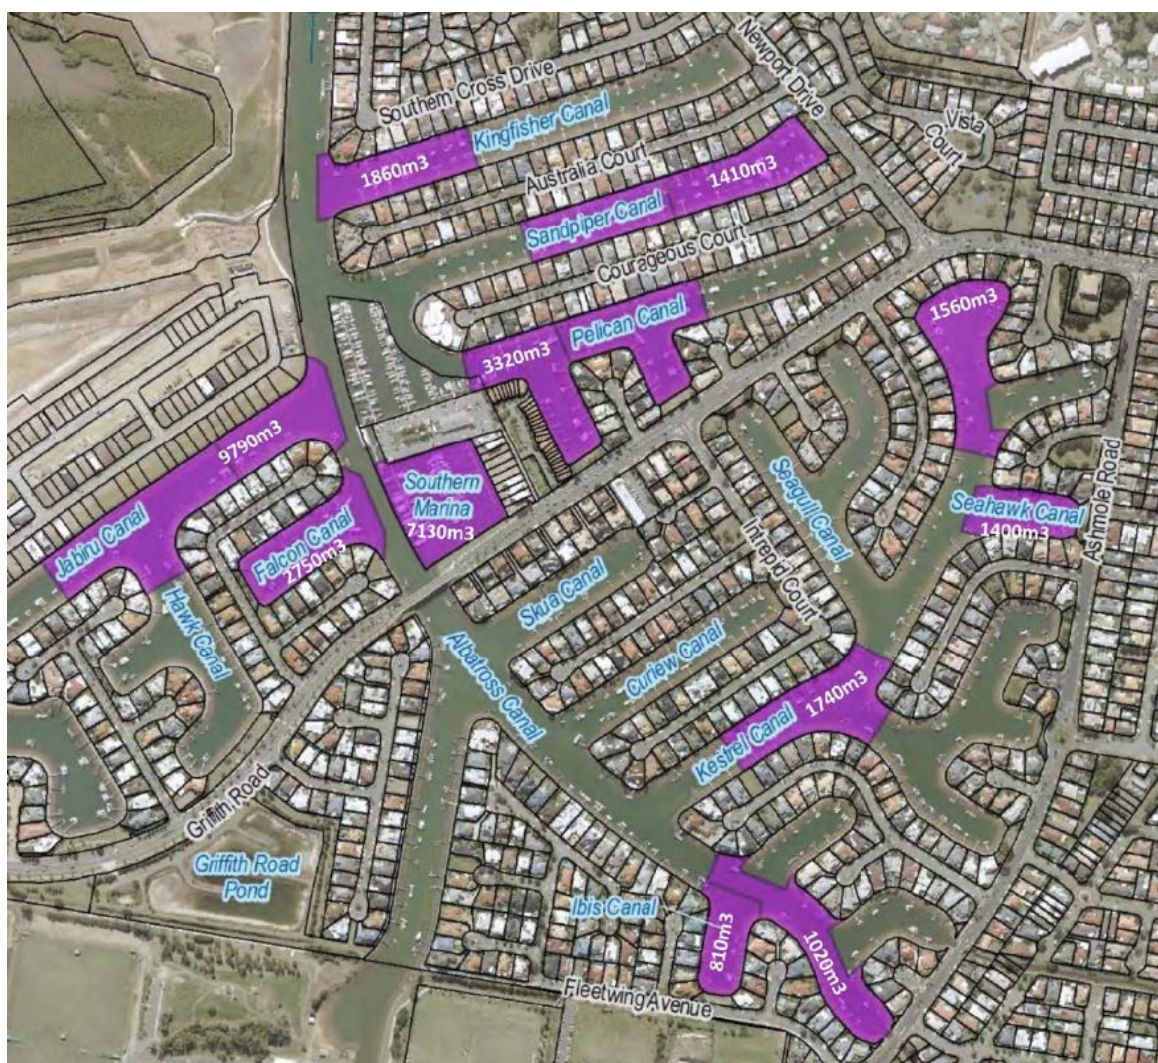 Newport Drive
Southern Cross Drive
Kingfisher Canal
Vista
Court
1860m3
Australia Court
1410m3
Sandpiper Canal
Courageous Court
1560m3
Pelican Canal
3320m3
9790m3
Southern
Marina
7130m3
Seagull Canal
Seahawk Canal
1400m3
Ashmole Road
Jabiru Canal
Falcon Canal
2750m3
Intrepid Court
Skua Canal
Hawk Canal
Albatross Canal
Curlew Canal
1740m3
Kestrel Canal
Griffith Road
Griffith Road
Pond
Ibis Canal
810m3
1020m3
Fleetwing Avenue